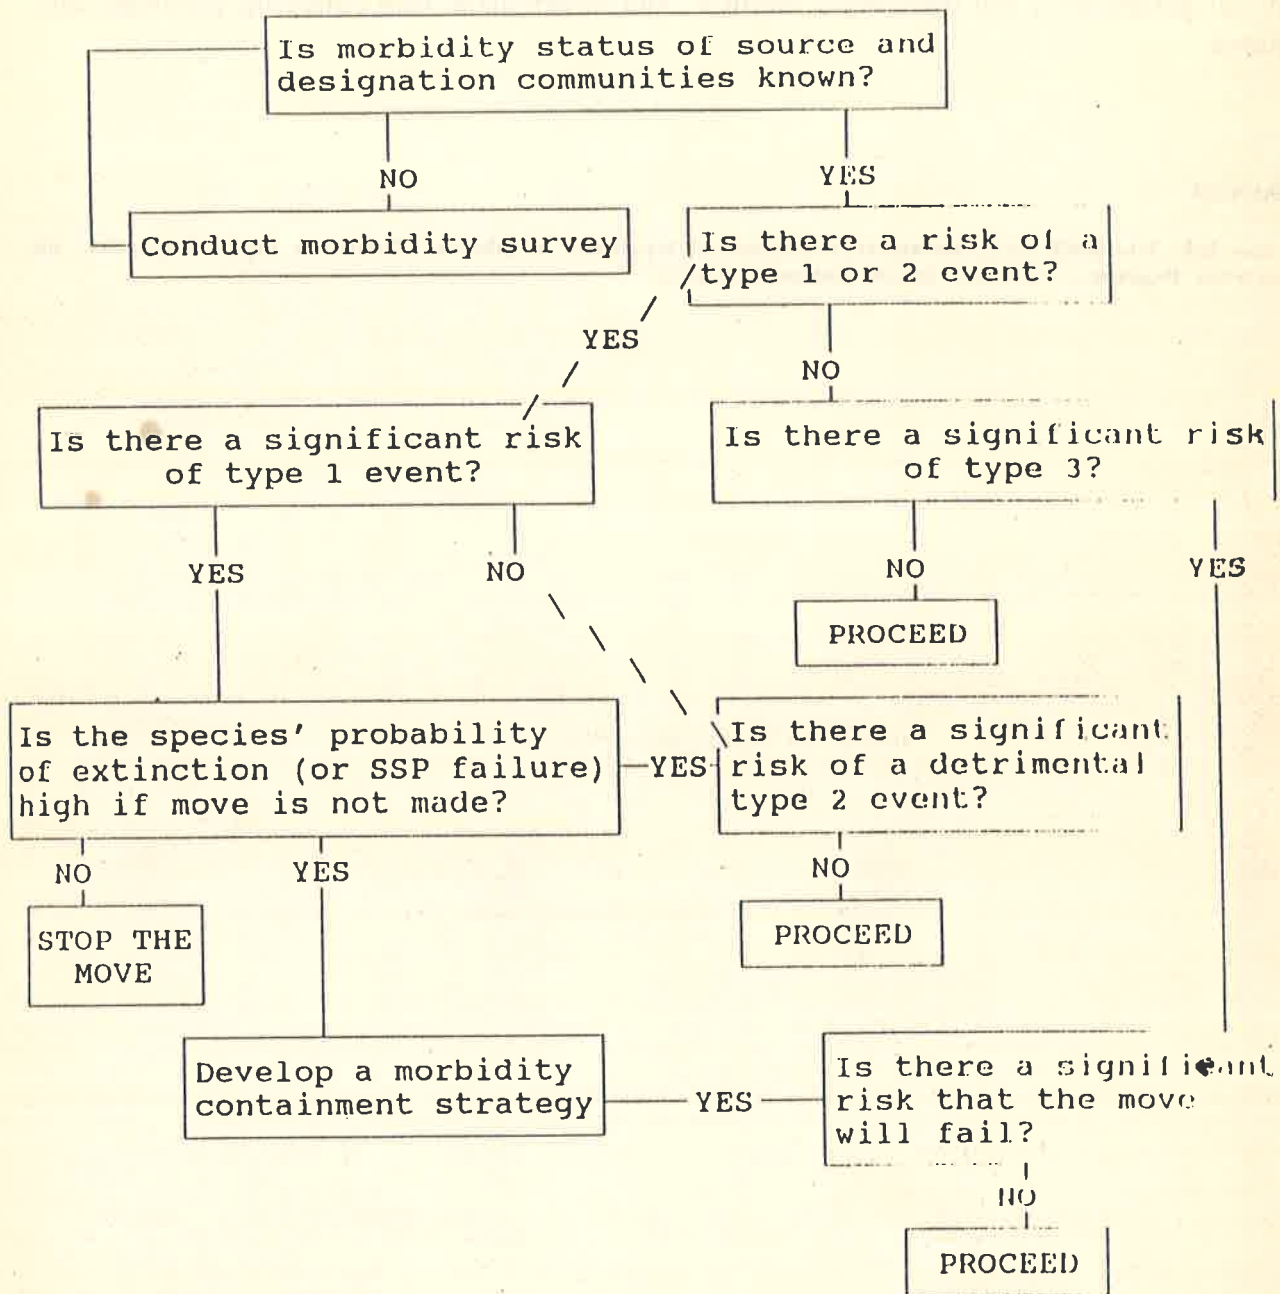 Is morbidity status of source and
designation communities known?
NO
YES
Conduct morbidity survey
Is there a risk of a
type 1 or 2 event?
YES
NO
Is there a significant risk
of type 1 event?
Is there a significant risk
of type 3?
YES
NO
NO
YES
PROCEED
Is the species' probability
of extinction (or SSP failure)
high if move is not made?
YES
Is there a significant
risk of a detrimental
type 2 event?
NO
YES
NO
STOP THE
MOVE
PROCEED
Develop a morbidity
containment strategy
YES
Is there a significant
risk that the move
will fail?
NO
PROCEED